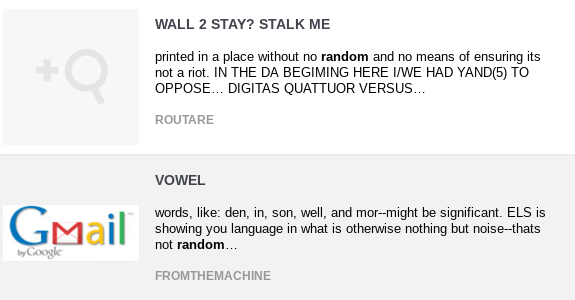 WALL 2 STAY? STALK ME
printed in a place without no random and no means of ensuring its
not a riot. IN THE DA BEGIMING HERE I/WE HAD YAND(5) TO
OPPOSE… DIGITAS QUATTUOR VERSUS…
ROUTARE
VOWEL
words, like: den, in, son, well, and mor--might be significant. ELS is
Gmail
showing you language in what is otherwise nothing but noise--thats
by Google
not random…
FROMTHEMACHINE